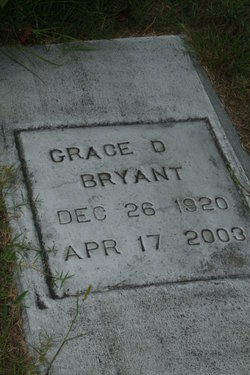 GRACE D
BRYANT
DEC 26 1920
APR 17 2003